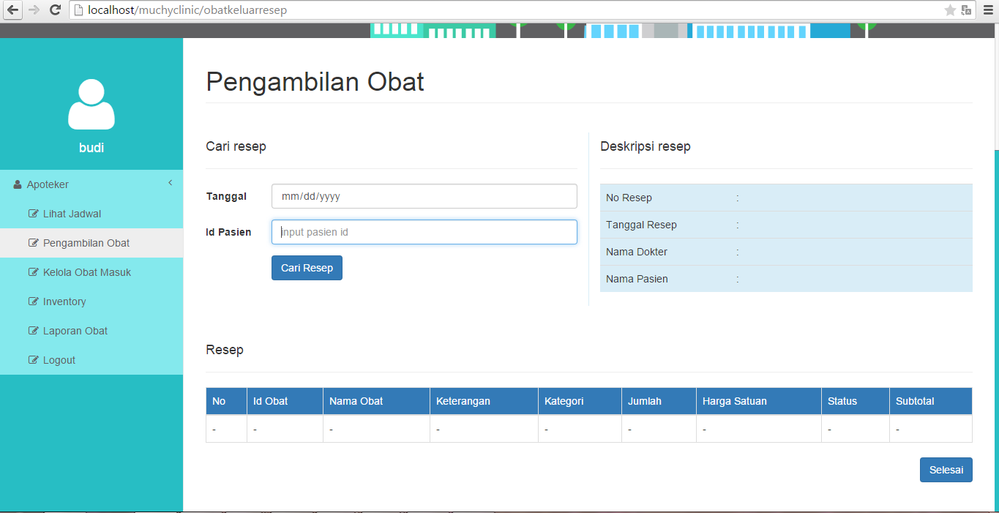 localhost/muchyclinic/obatkeluarresep
budi
Apoteker
Lihat Jadwal
Pengambilan Obat
Kelola Obat Masuk
Inventory
Laporan Obat
Logout
Pengambilan Obat
Cari resep
Tanggal mm/dd/yyyy
Id Pasien input pasien id
Cari Resep
Deskripsi resep
No Resep :
Tanggal Resep :
Nama Dokter :
Nama Pasien :
Resep
No Id Obat Nama Obat Keterangan Kategori Jumlah Harga Satuan Status Subtotal
- - - - - - - - -
Selesai